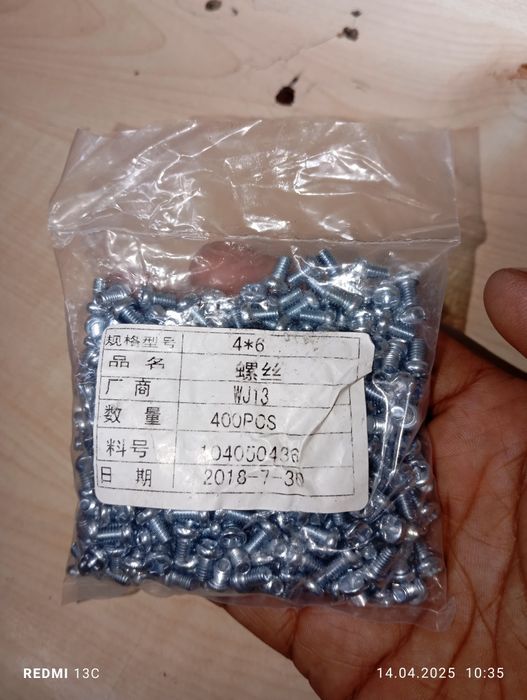 规格型号 4*6
品名 螺丝
厂商 WJ13
数量 400PCS
料号 104000436
日期 2018-7-30
REDMI 13C 14.04.2025 10:35